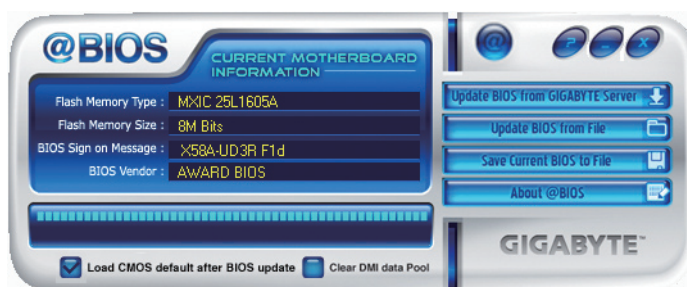 @BIOS
CURRENT MOTHERBOARD
INFORMATION
Flash Memory Type : MXIC 25L1605A
Flash Memory Size : 8M Bits
BIOS Sign on Message : X58A-UD3R F1d
BIOS Vendor : AWARD BIOS
Load CMOS default after BIOS update
Clear DMI data Pool
@ ? – x
Update BIOS from GIGABYTE Server
Update BIOS from File
Save Current BIOS to File
About @BIOS
GIGABYTE™